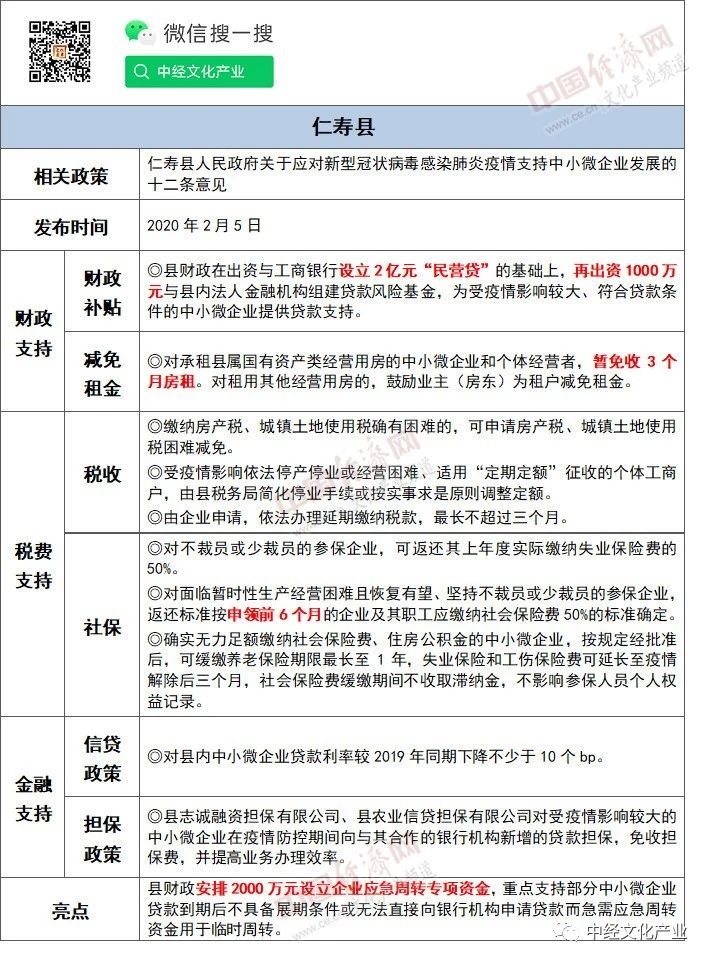 微信搜一搜
中经文化产业
中国经济网
www.ce.cn 文化产业频道
仁寿县
相关政策
仁寿县人民政府关于应对新型冠状病毒感染肺炎疫情支持中小微企业发展的
十二条意见
发布时间
2020 年 2 月 5 日
财政
支持
财政
补贴
◎县财政在出资与工商银行设立 2 亿元“民营贷”的基础上，再出资 1000 万
元与县内法人金融机构组建贷款风险基金，为受疫情影响较大、符合贷款条
件的中小微企业提供贷款支持。
减免
租金
◎对承租县属国有资产类经营用房的中小微企业和个体经营者，暂免收 3 个
月房租。对租用其他经营用房的，鼓励业主（房东）为租户减免租金。
税费
支持
税收
◎缴纳房产税、城镇土地使用税确有困难的，可申请房产税、城镇土地使用
税困难减免。
◎受疫情影响依法停产停业或经营困难、适用“定期定额”征收的个体工商
户，由县税务局简化停业手续或按实事求是原则调整定额。
◎由企业申请，依法办理延期缴纳税款，最长不超过三个月。
社保
◎对不裁员或少裁员的参保企业，可返还其上年度实际缴纳失业保险费的
50%。
◎对面临暂时性生产经营困难且恢复有望、坚持不裁员或少裁员的参保企业，
返还标准按申领前 6 个月的企业及其职工应缴纳社会保险费 50%的标准确定。
◎确实无力足额缴纳社会保险费、住房公积金的中小微企业，按规定经批准
后，可缓缴养老保险期限最长至 1 年，失业保险和工伤保险费可延长至疫情
解除后三个月，社会保险费缓缴期间不收取滞纳金，不影响参保人员个人权
益记录。
金融
支持
信贷
政策
◎对县内中小微企业贷款利率较 2019 年同期下降不少于 10 个 bp。
担保
政策
◎县志诚融资担保有限公司、县农业信贷担保有限公司对受疫情影响较大的
中小微企业在疫情防控期间向与其合作的银行机构新增的贷款担保，免收担
保费，并提高业务办理效率。
亮点
县财政安排 2000 万元设立企业应急周转专项资金，重点支持部分中小微企业
贷款到期后不具备展期条件或无法直接向银行机构申请贷款而急需应急周转
资金用于临时周转。
中经文化产业